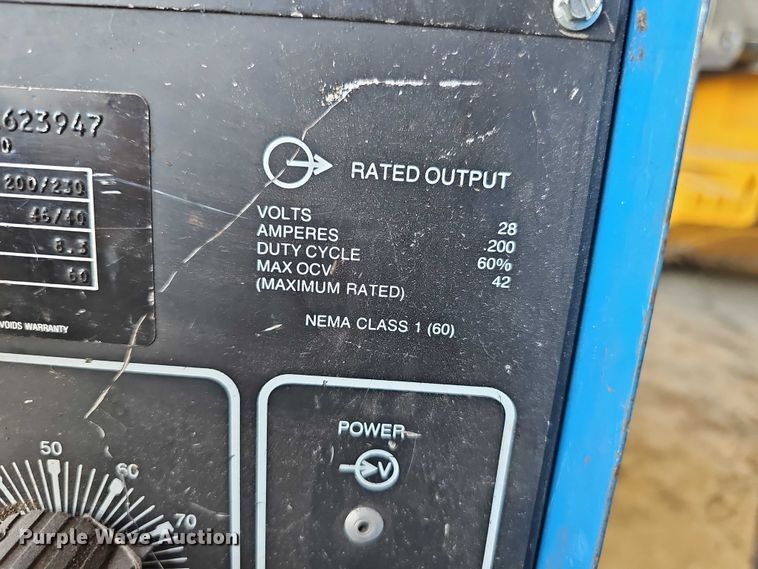 623947
0
200/230
46/40
8.3
60
VOIDS WARRANTY
RATED OUTPUT
VOLTS 28
AMPERES 200
DUTY CYCLE 60%
MAX OCV 42
(MAXIMUM RATED)
NEMA CLASS 1 (60)
POWER
V
50
60
70
Purple Wave Auction